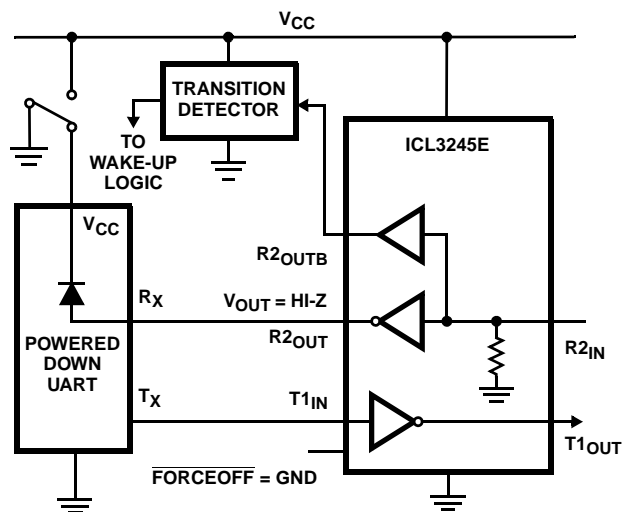 VCC
TRANSITION
DETECTOR
TO
WAKE-UP
LOGIC
ICL3245E
VCC
R2OUTB
RX
VOUT = HI-Z
POWERED
DOWN
UART
R2OUT
R2IN
TX
T1IN
T1OUT
FORCEOFF = GND